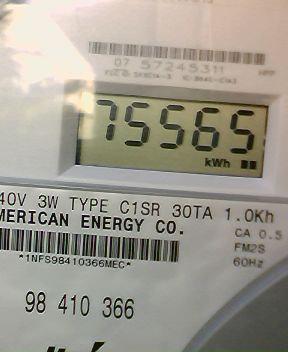 07 57245311
75565
kWh
40V 3W TYPE C1SR 30TA 1.0Kh
MERICAN ENERGY CO.
CA 0.5
FM2S
60Hz
*1NFS98410366MEC*
98 410 366